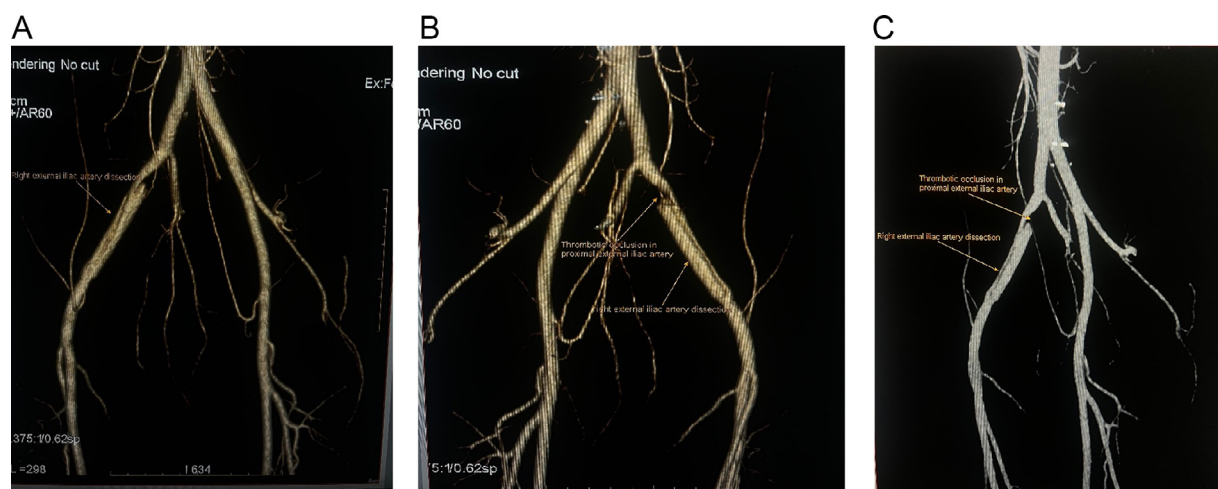 A
B
C
ndering No cut
cm
+/AR60
Ex:F
Right external iliac artery dissection
.375:1/0.62sp
L =298
1634
ndering No cut
m
/AR60
Thrombotic occlusion in
proximal external iliac
artery
right external iliac artery dissection
75:1/0.62sp
Thrombotic occlusion in
proximal external iliac
artery
Right external iliac artery dissection